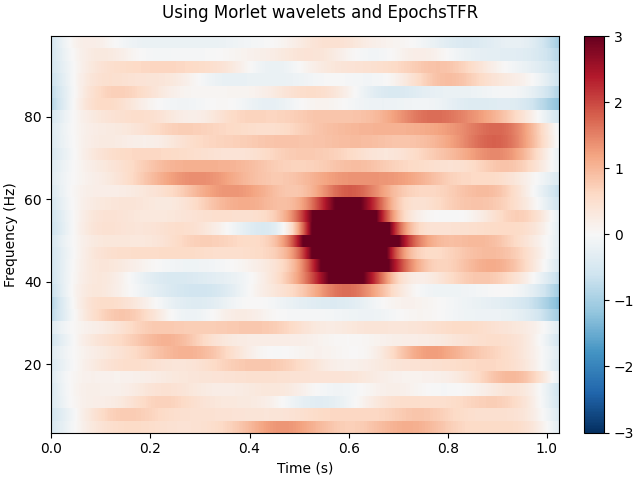 Using Morlet wavelets and EpochsTFR
Frequency (Hz)
80
60
40
20
0.0 0.2 0.4 0.6 0.8 1.0
Time (s)
3
2
1
0
−1
−2
−3